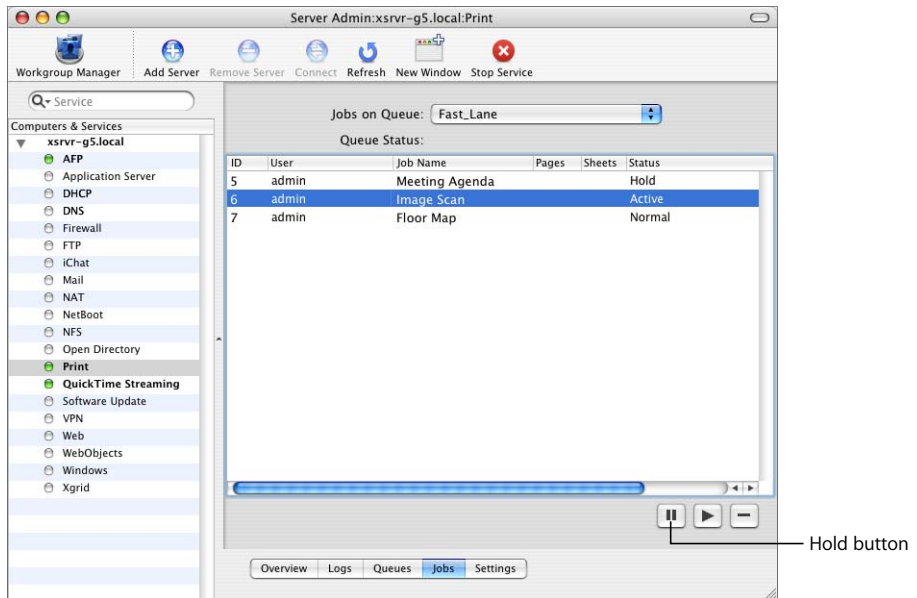 Server Admin:xsrvr-g5.local:Print
Workgroup Manager Add Server Remove Server Connect Refresh New Window Stop Service
Service
Computers & Services
xsrvr-g5.local
AFP
Application Server
DHCP
DNS
Firewall
FTP
iChat
Mail
NAT
NetBoot
NFS
Open Directory
Print
QuickTime Streaming
Software Update
VPN
Web
WebObjects
Windows
Xgrid
Jobs on Queue: Fast_Lane
Queue Status:
ID User Job Name Pages Sheets Status
5 admin Meeting Agenda Hold
6 admin Image Scan Active
7 admin Floor Map Normal
Hold button
Overview Logs Queues Jobs Settings